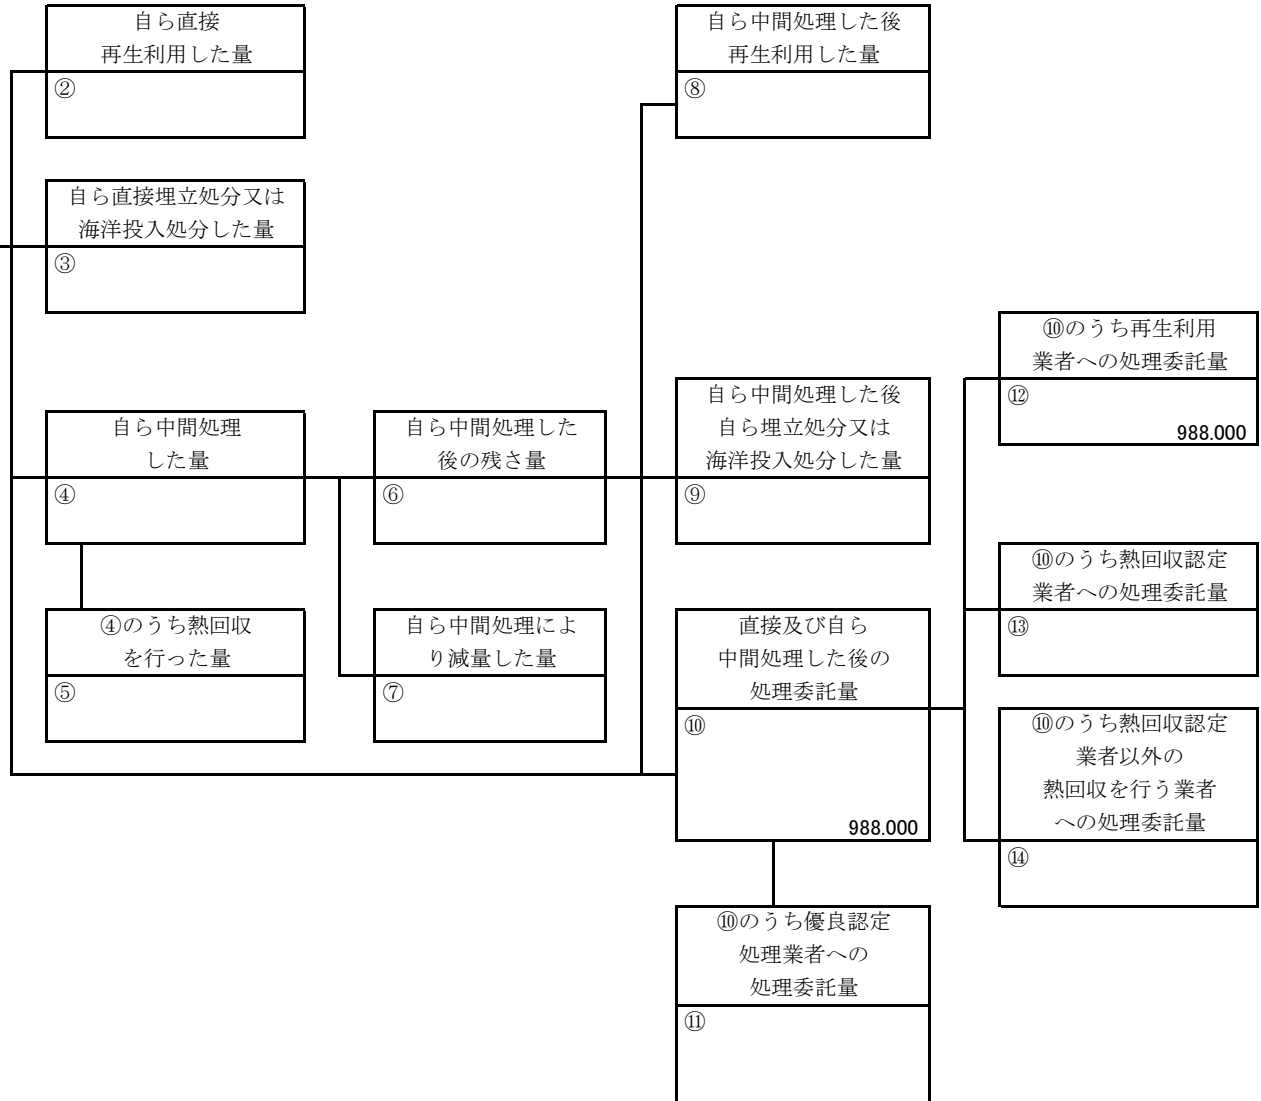 自ら直接
再生利用した量
②
自ら中間処理した後
再生利用した量
⑧
自ら直接埋立処分又は
海洋投入処分した量
③
⑩のうち再生利用
業者への処理委託量
⑫
988.000
自ら中間処理
した量
④
自ら中間処理した
後の残さ量
⑥
自ら中間処理した後
自ら埋立処分又は
海洋投入処分した量
⑨
⑩のうち熱回収認定
業者への処理委託量
⑬
④のうち熱回収
を行った量
⑤
自ら中間処理によ
り減量した量
⑦
直接及び自ら
中間処理した後の
処理委託量
⑩
988.000
⑩のうち熱回収認定
業者以外の
熱回収を行う業者
への処理委託量
⑭
⑩のうち優良認定
処理業者への
処理委託量
⑪